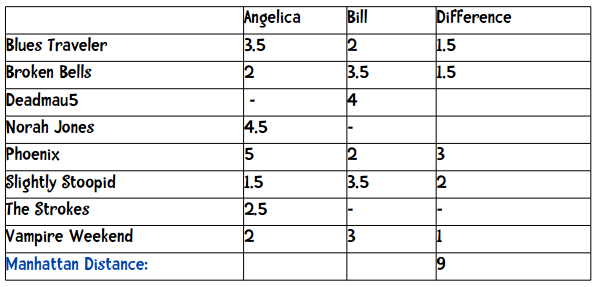 Angelica Bill Difference
Blues Traveler 3.5 2 1.5
Broken Bells 2 3.5 1.5
Deadmau5 - 4
Norah Jones 4.5 -
Phoenix 5 2 3
Slightly Stoopid 1.5 3.5 2
The Strokes 2.5 - -
Vampire Weekend 2 3 1
Manhattan Distance: 9